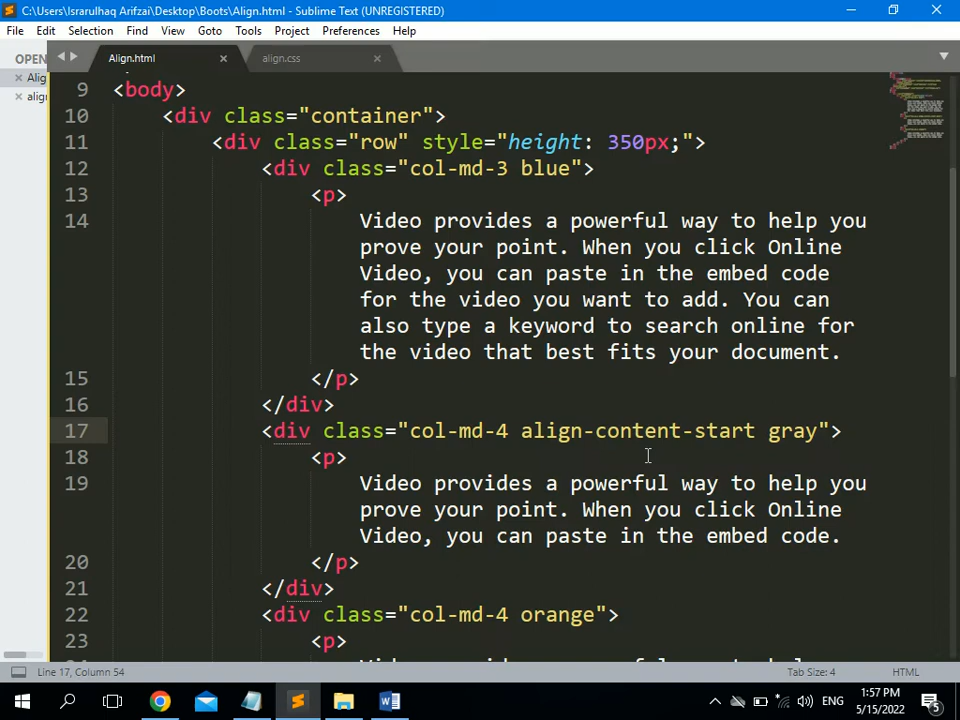 C:\Users\Israrulhaq Arifzai\Desktop\Boots\Align.html - Sublime Text (UNREGISTERED)
File Edit Selection Find View Goto Tools Project Preferences Help
OPEN
Align.html
align.css
Alig
alig
9 <body>
10 <div class="container">
11 <div class="row" style="height: 350px;">
12 <div class="col-md-3 blue">
13 <p>
14 Video provides a powerful way to help you
prove your point. When you click Online
Video, you can paste in the embed code
for the video you want to add. You can
also type a keyword to search online for
the video that best fits your document.
15 </p>
16 </div>
17 <div class="col-md-4 align-content-start gray">
18 <p>
19 Video provides a powerful way to help you
prove your point. When you click Online
Video, you can paste in the embed code.
20 </p>
21 </div>
22 <div class="col-md-4 orange">
23 <p>
Line 17, Column 54
Tab Size: 4
HTML
ENG
1:57 PM
5/15/2022
5